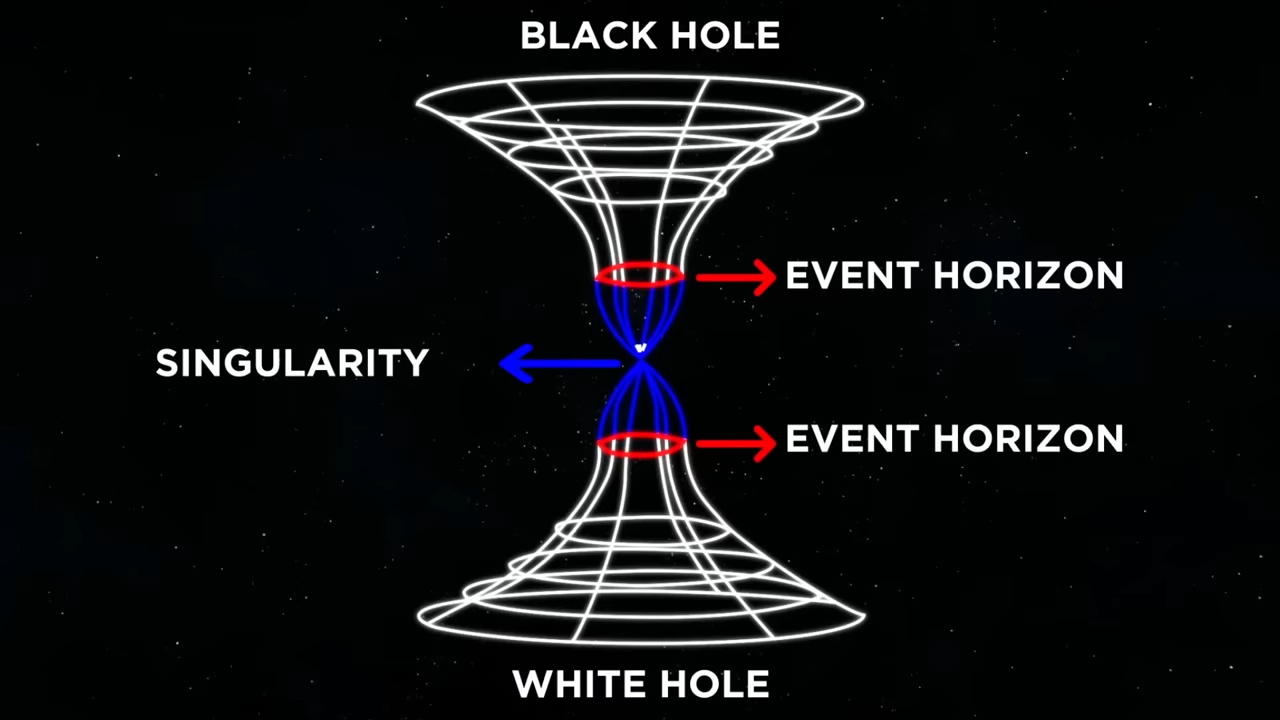 BLACK HOLE
EVENT HORIZON
SINGULARITY
EVENT HORIZON
WHITE HOLE